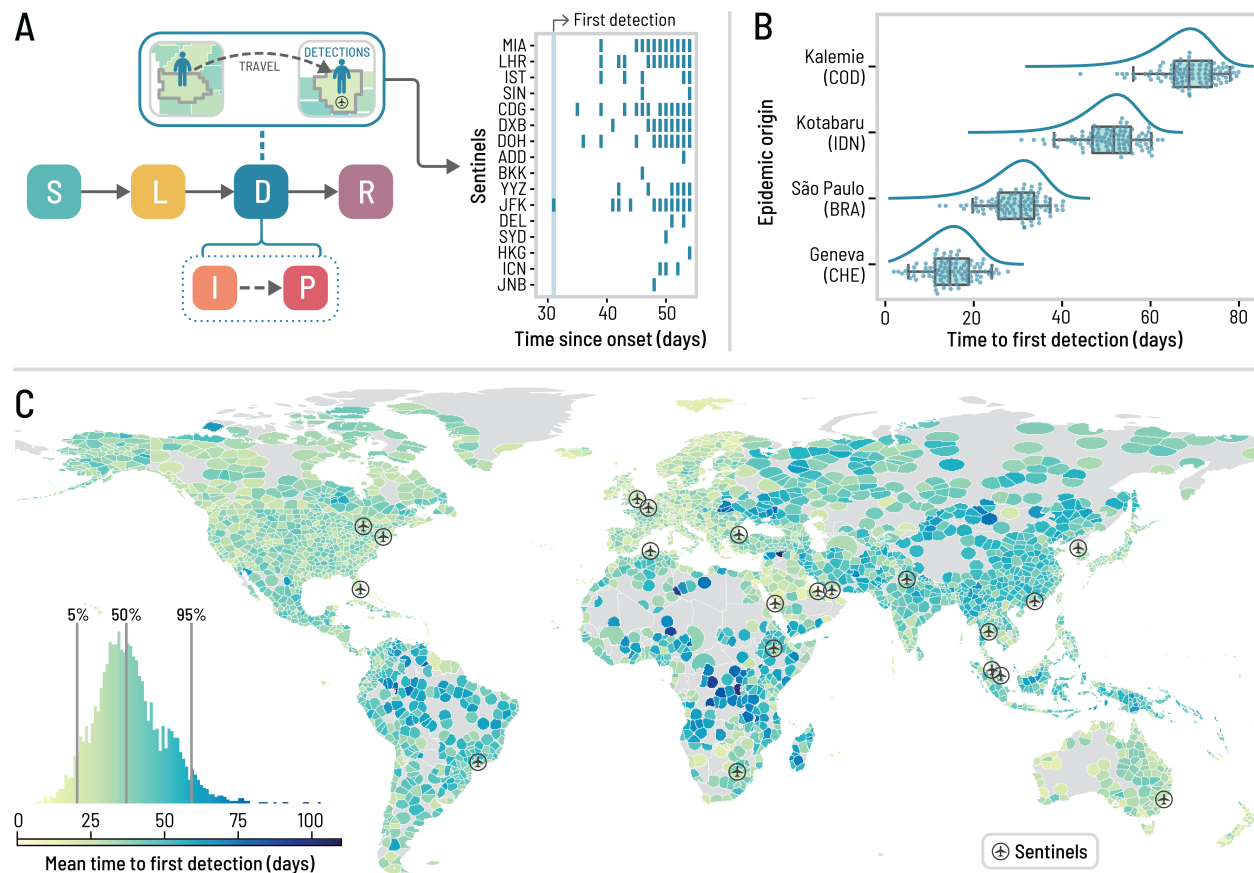 A
DETECTIONS
TRAVEL
S
L
D
R
I
P
First detection
Sentinels
MIA
LHR
IST
SIN
CDG
DXB
DOH
ADD
BKK
YYZ
JFK
DEL
SYD
HKG
ICN
JNB
30
40
50
Time since onset (days)
B
Epidemic origin
Kalemie
(COD)
Kotabaru
(IDN)
São Paulo
(BRA)
Geneva
(CHE)
0
20
40
60
80
Time to first detection (days)
C
5%
50%
95%
0
25
50
75
100
Mean time to first detection (days)
Sentinels